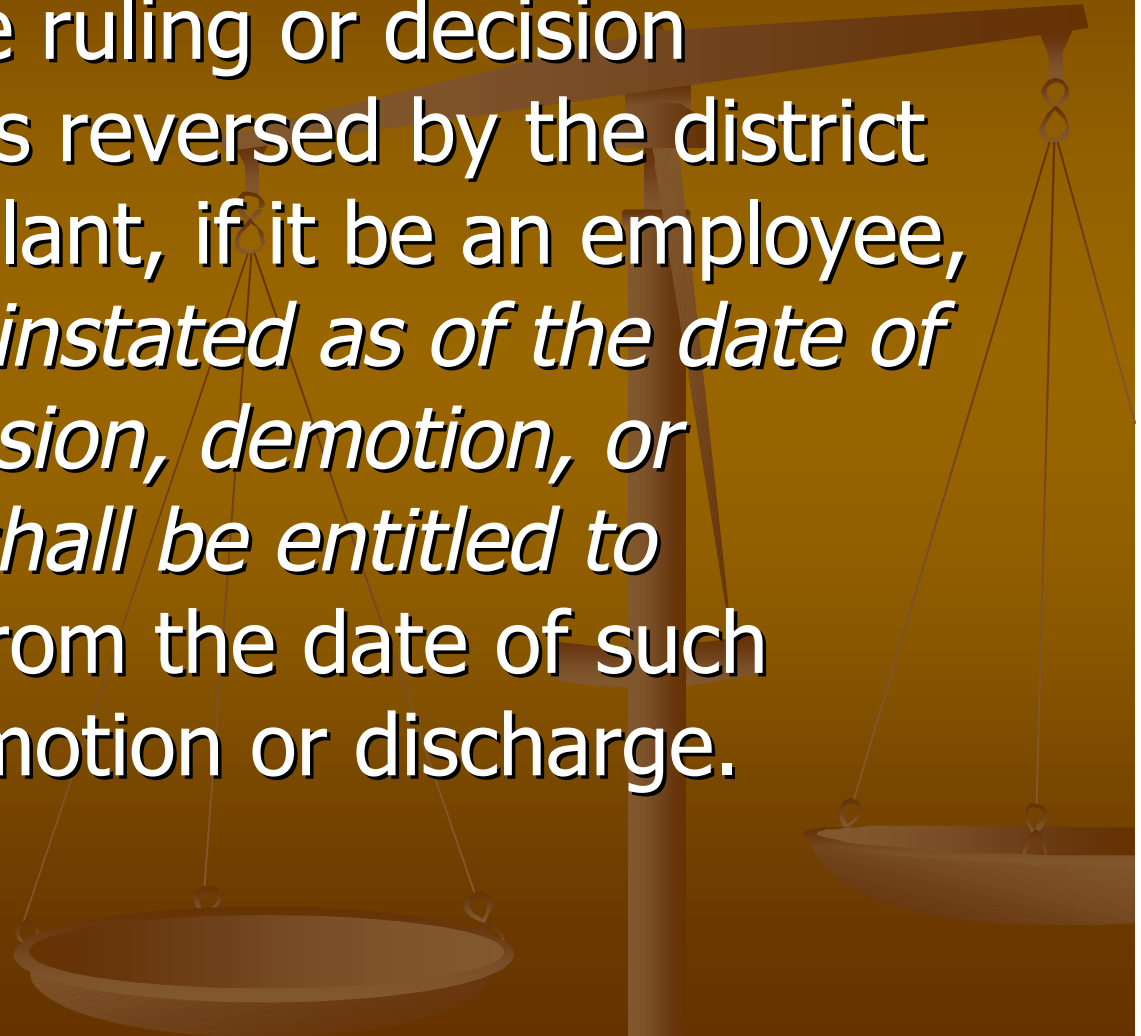 e ruling or decision
s reversed by the district
lant, if it be an employee,
instated as of the date of
sion, demotion, or
hall be entitled to
rom the date of such
motion or discharge.